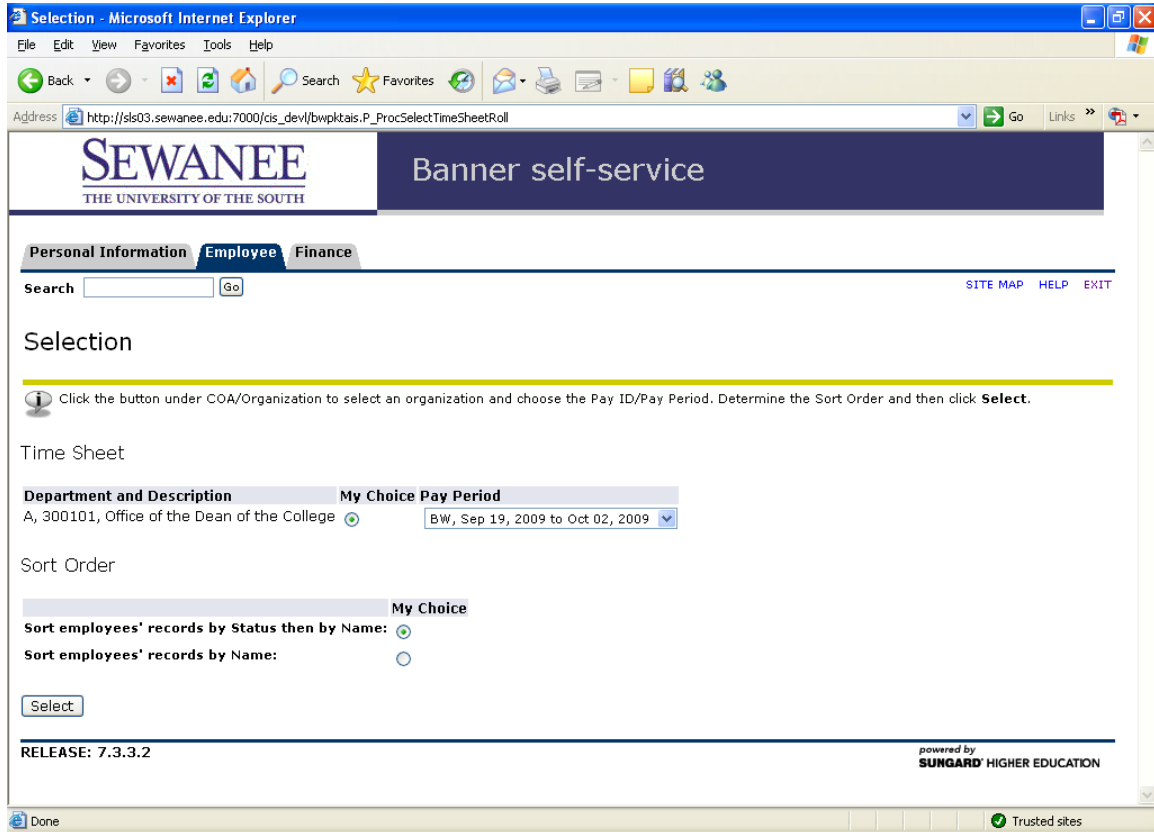 Selection - Microsoft Internet Explorer
File Edit View Favorites Tools Help
Back Search Favorites
Address http://sls03.sewanee.edu:7000/cis_devl/bwpktais.P_ProcSelectTimeSheetRoll Go Links »
SEWANEE
THE UNIVERSITY OF THE SOUTH
Banner self-service
Personal Information Employee Finance
Search Go SITE MAP HELP EXIT
Selection
Click the button under COA/Organization to select an organization and choose the Pay ID/Pay Period. Determine the Sort Order and then click Select.
Time Sheet
Department and Description My Choice Pay Period
A, 300101, Office of the Dean of the College BW, Sep 19, 2009 to Oct 02, 2009
Sort Order
My Choice
Sort employees' records by Status then by Name:
Sort employees' records by Name:
Select
RELEASE: 7.3.3.2
powered by
SUNGARD' HIGHER EDUCATION
Done Trusted sites